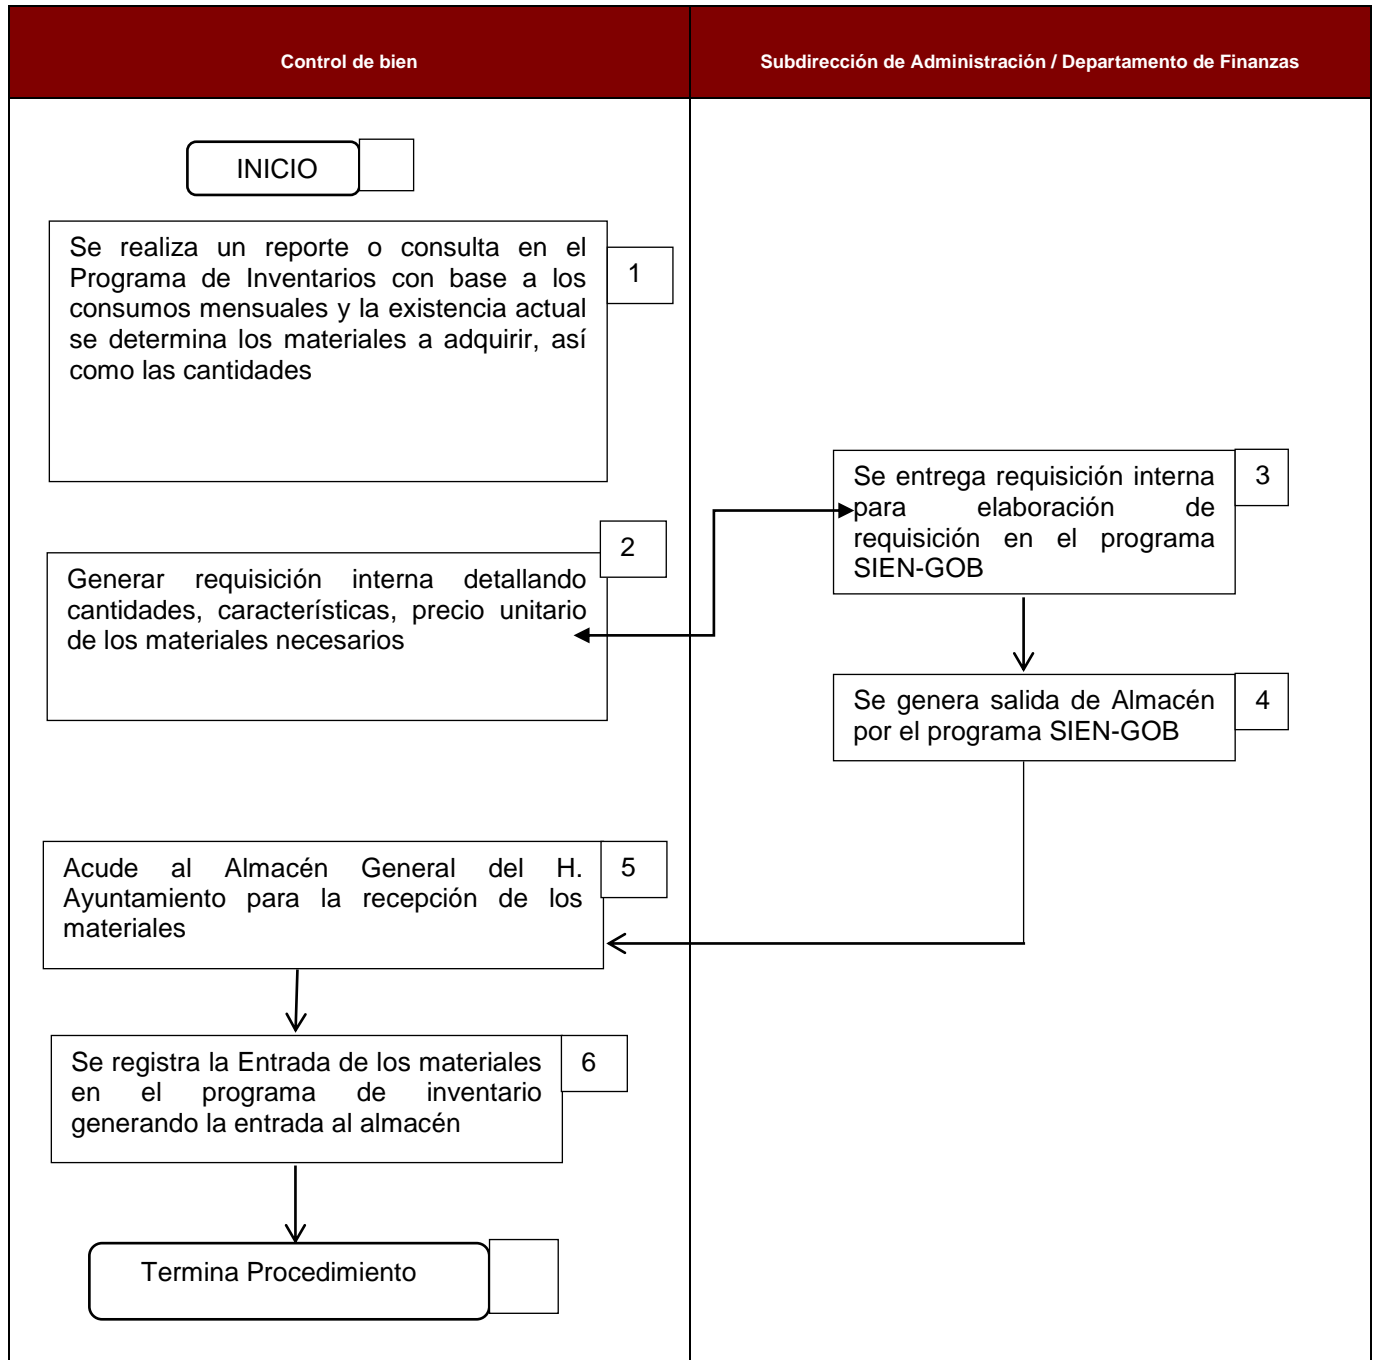 Control de bien
Subdirección de Administración / Departamento de Finanzas
INICIO
Se realiza un reporte o consulta en el
Programa de Inventarios con base a los
consumos mensuales y la existencia actual
se determina los materiales a adquirir, así
como las cantidades
1
2
Generar requisición interna detallando
cantidades, características, precio unitario
de los materiales necesarios
3
Se entrega requisición interna
para elaboración de
requisición en el programa
SIEN-GOB
4
Se genera salida de Almacén
por el programa SIEN-GOB
5
Acude al Almacén General del H.
Ayuntamiento para la recepción de los
materiales
6
Se registra la Entrada de los materiales
en el programa de inventario
generando la entrada al almacén
Termina Procedimiento